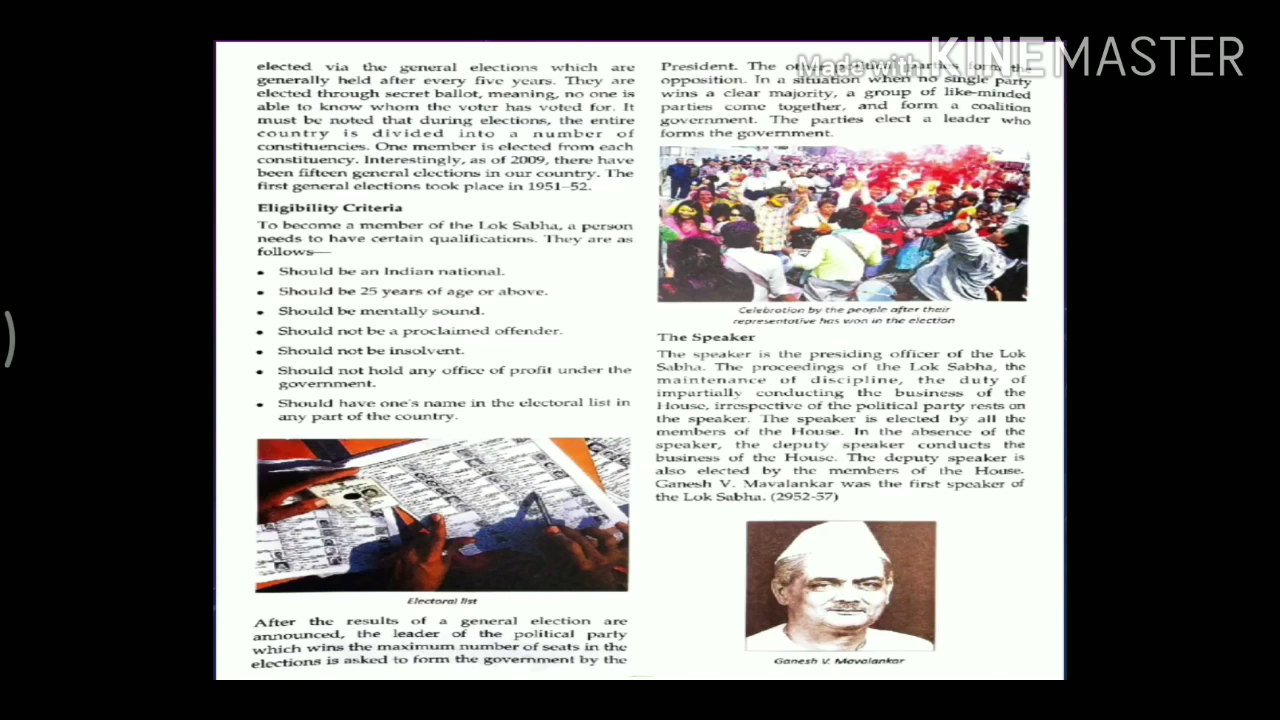 elected via the general elections which are
generally held after every five years. They are
elected through secret ballot, meaning, no one is
able to know whom the voter has voted for. It
must be noted that during elections, the entire
country is divided into a number of
constituencies. One member is elected from each
constituency. Interestingly, as of 2009, there have
been fifteen general elections in our country. The
first general elections took place in 1951–52.
Eligibility Criteria
To become a member of the Lok Sabha, a person
needs to have certain qualifications. They are as
follows—
• Should be an Indian national.
• Should be 25 years of age or above.
• Should be mentally sound.
• Should not be a proclaimed offender.
• Should not be insolvent.
• Should not hold any office of profit under the
government.
• Should have one's name in the electoral list in
any part of the country.
Electoral list
After the results of a general election are
announced, the leader of the political party
which wins the maximum number of seats in the
elections is asked to form the government by the
President. The other political parties form the
opposition. In a situation when no single party
wins a clear majority, a group of like-minded
parties come together, and form a coalition
government. The parties elect a leader who
forms the government.
Celebration by the people after their
representative has won in the election
The Speaker
The speaker is the presiding officer of the Lok
Sabha. The proceedings of the Lok Sabha, the
maintenance of discipline, the duty of
impartially conducting the business of the
House, irrespective of the political party rests on
the speaker. The speaker is elected by all the
members of the House. In the absence of the
speaker, the deputy speaker conducts the
business of the House. The deputy speaker is
also elected by the members of the House.
Ganesh V. Mavalankar was the first speaker of
the Lok Sabha. (2952-57)
Ganesh V. Mavalankar
Made with KINEMASTER